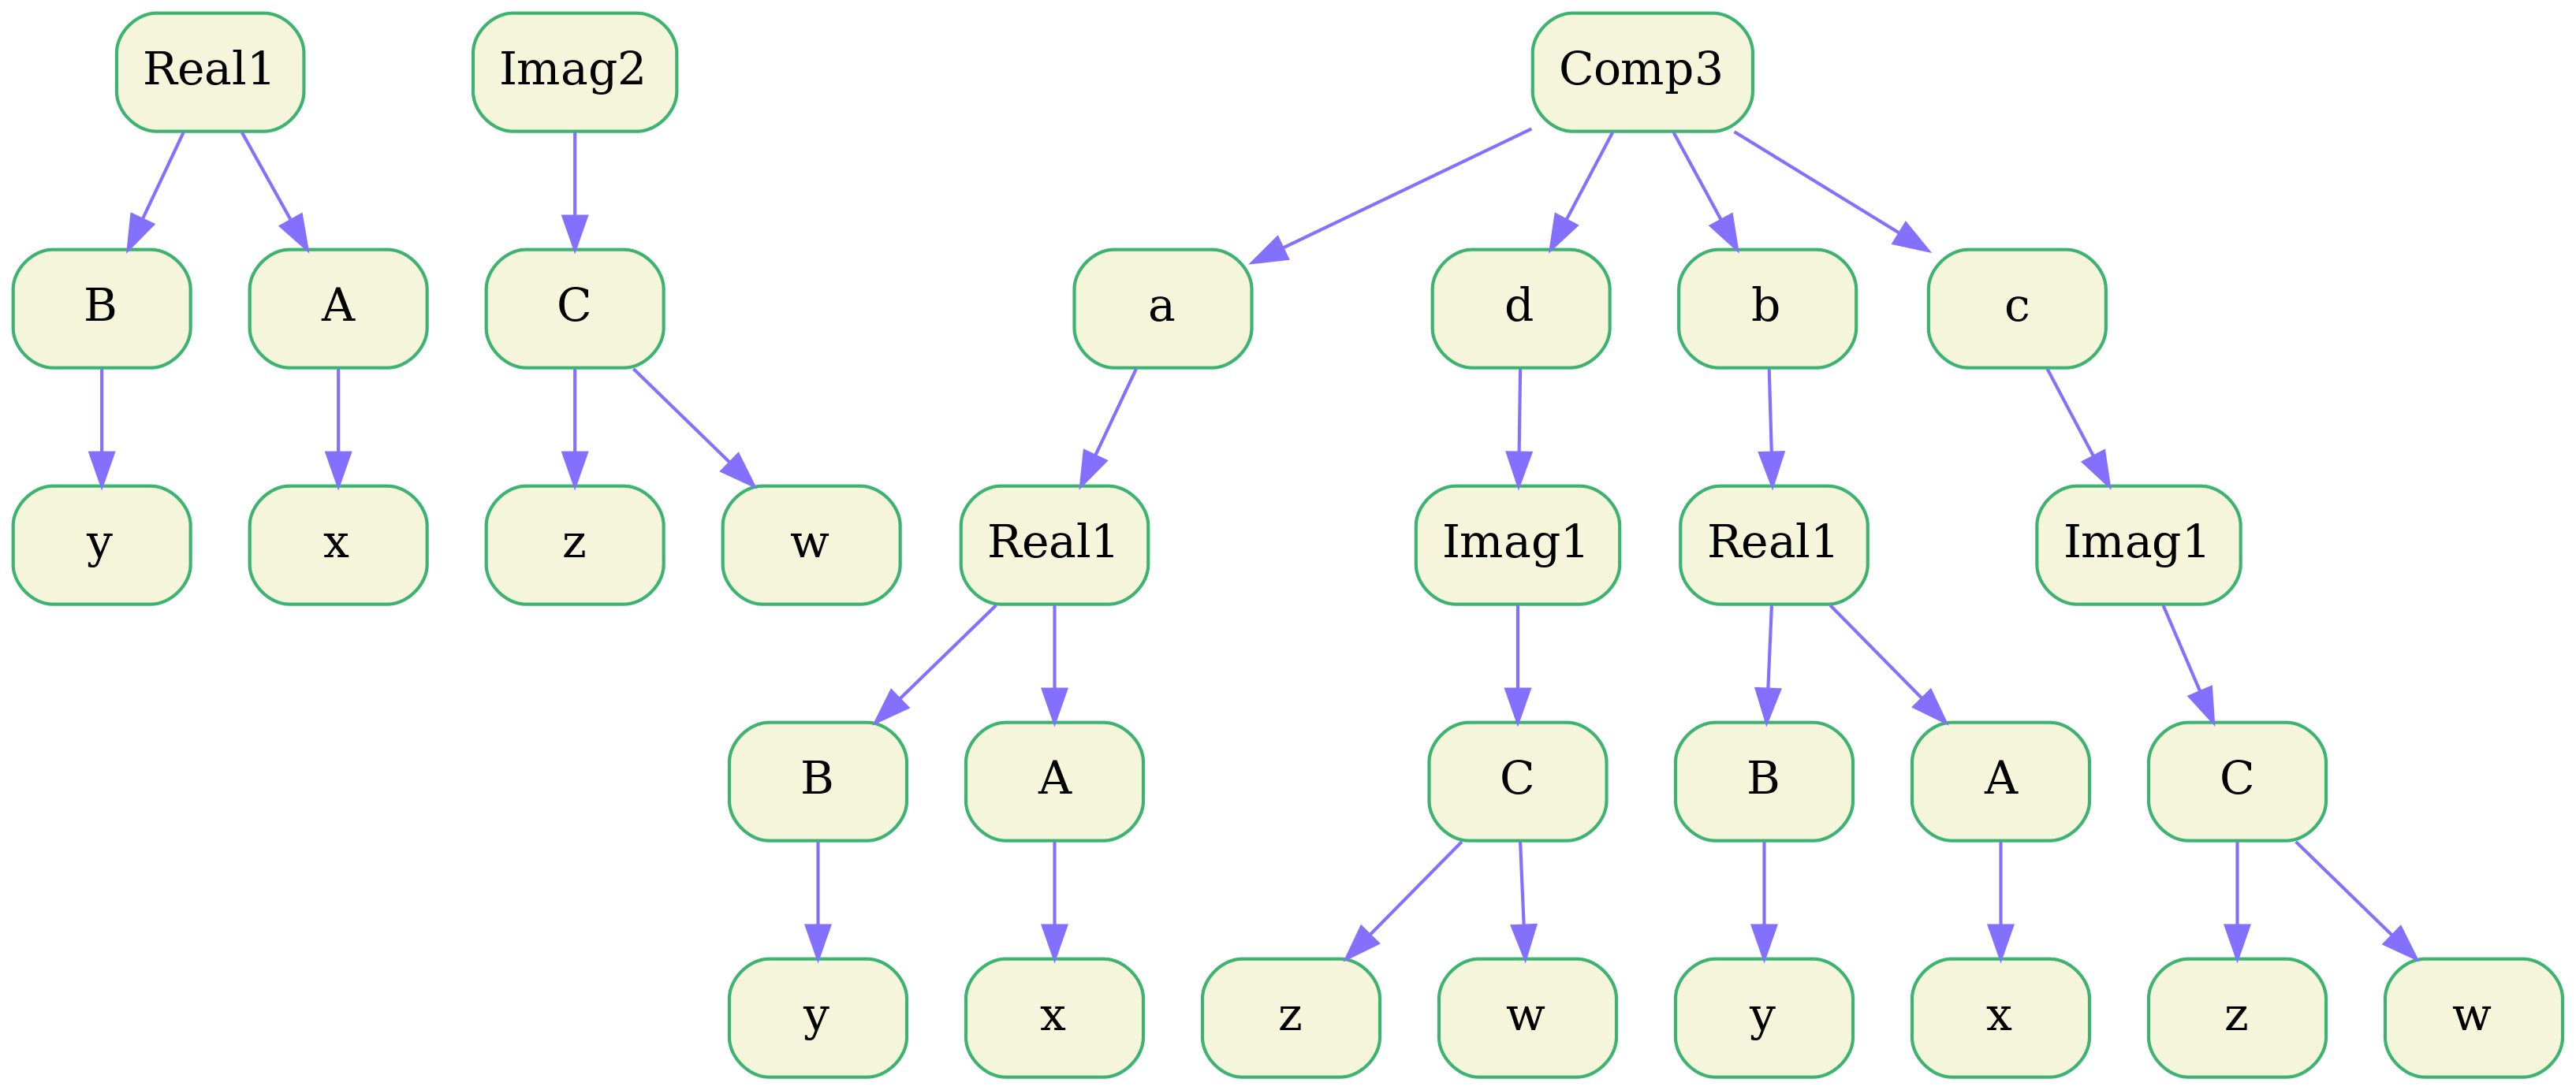 Real1 Imag2 Comp3
B A C a d b c
y x z w Real1 Imag1 Real1 Imag1
B A C B A C
y x z w y x z w